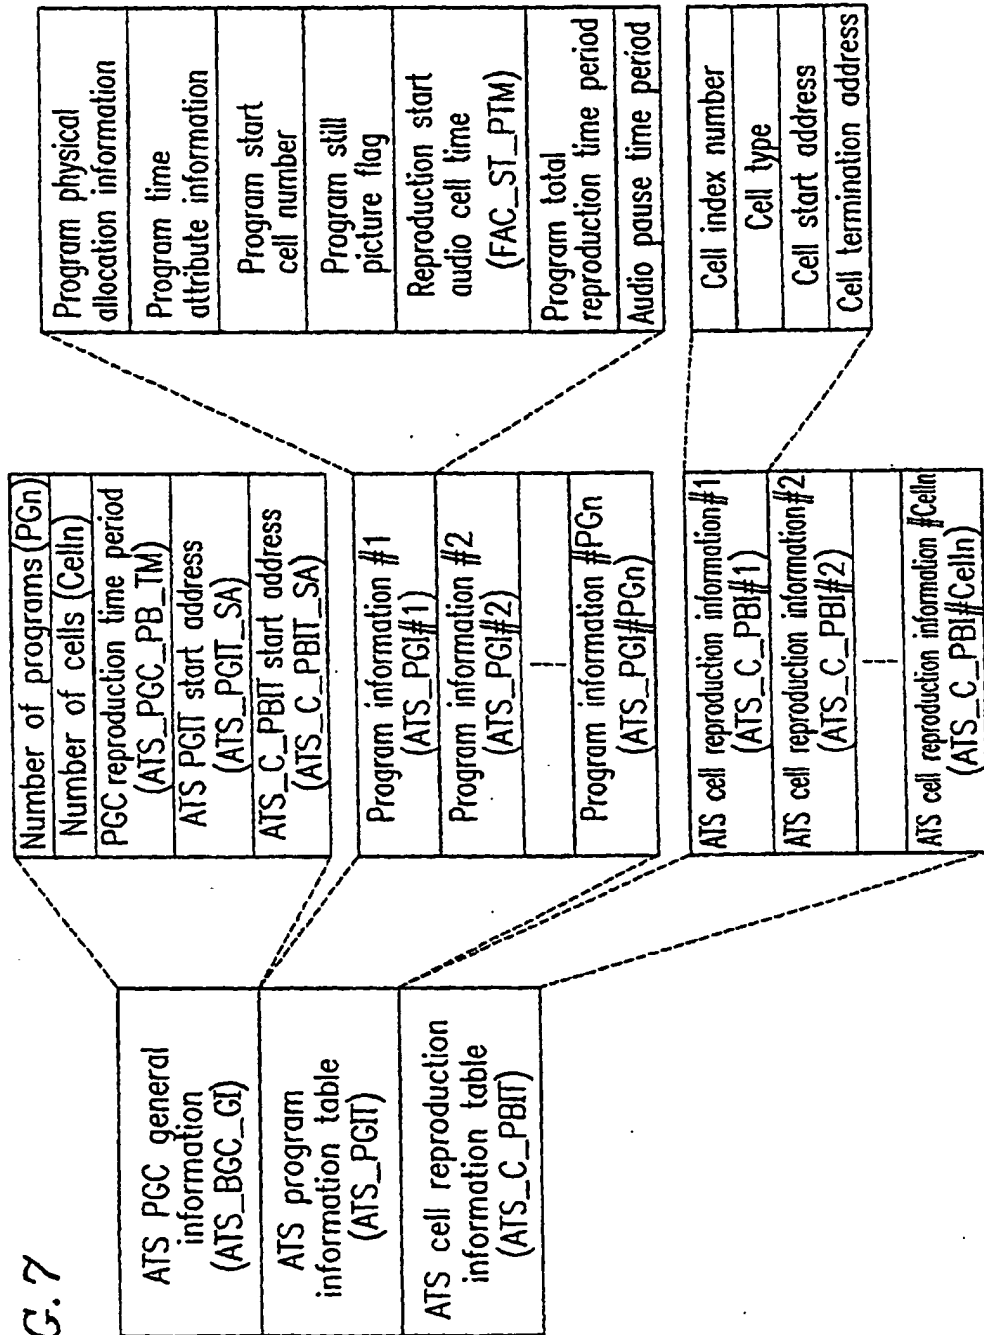 G. 7
ATS PGC general
information
(ATS_BGC_GI)
ATS program
information table
(ATS_PGIT)
ATS cell reproduction
information table
(ATS_C_PBIT)
Number of programs (PGn)
Number of cells (Celln)
PGC reproduction time period
(ATS_PGC_PB_TM)
ATS PGIT start address
(ATS_PGIT_SA)
ATS_C_PBIT start address
(ATS_C_PBIT_SA)
Program information #1
(ATS_PGI#1)
Program information #2
(ATS_PGI#2)
Program information #PGn
(ATS_PGI#PGn)
ATS cell reproduction information#1
(ATS_C_PBI#1)
ATS cell reproduction information#2
(ATS_C_PBI#2)
ATS cell reproduction information #Celln
(ATS_C_PBI#Celln)
Program physical
allocation information
Program time
attribute information
Program start
cell number
Program still
picture flag
Reproduction start
audio cell time
(FAC_ST_PTM)
Program total
reproduction time period
Audio pause time period
Cell index number
Cell type
Cell start address
Cell termination address